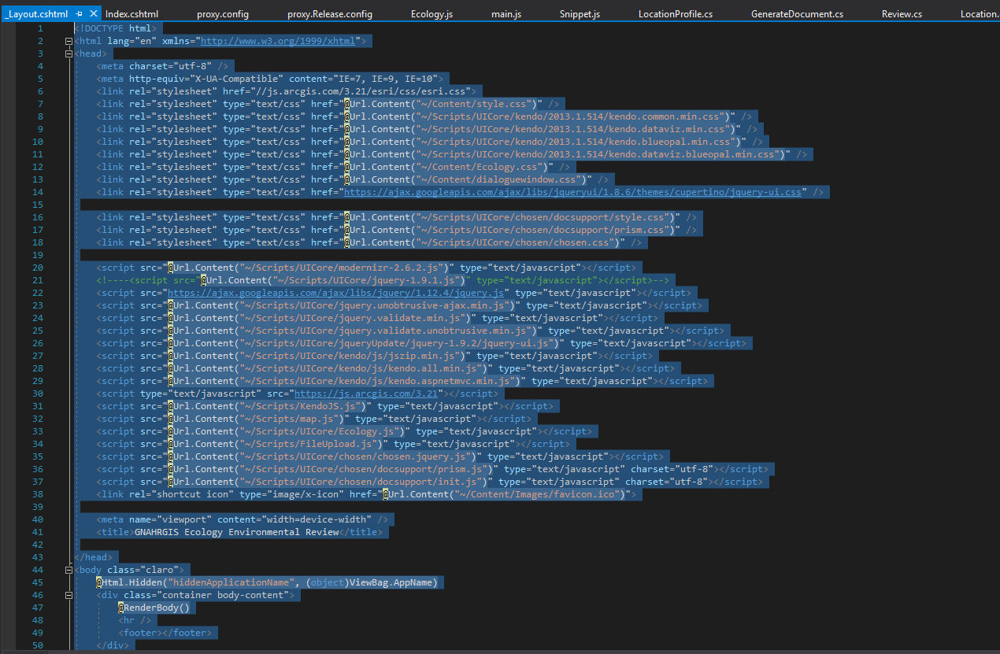 _Layout.cshtml Index.cshtml proxy.config proxy.Release.config Ecology.js main.js Snippet.js LocationProfile.cs GenerateDocument.cs Review.cs Location.
1 <!DOCTYPE html>
2 <html lang="en" xmlns="http://www.w3.org/1999/xhtml">
3 <head>
4 <meta charset="utf-8" />
5 <meta http-equiv="X-UA-Compatible" content="IE=7, IE=9, IE=10">
6 <link rel="stylesheet" href="//js.arcgis.com/3.21/esri/css/esri.css">
7 <link rel="stylesheet" type="text/css" href="@Url.Content("~/Content/style.css")" />
8 <link rel="stylesheet" type="text/css" href="@Url.Content("~/Scripts/UICore/kendo/2013.1.514/kendo.common.min.css")" />
9 <link rel="stylesheet" type="text/css" href="@Url.Content("~/Scripts/UICore/kendo/2013.1.514/kendo.dataviz.min.css")" />
10 <link rel="stylesheet" type="text/css" href="@Url.Content("~/Scripts/UICore/kendo/2013.1.514/kendo.blueopal.min.css")" />
11 <link rel="stylesheet" type="text/css" href="@Url.Content("~/Scripts/UICore/kendo/2013.1.514/kendo.dataviz.blueopal.min.css")" />
12 <link rel="stylesheet" type="text/css" href="@Url.Content("~/Content/Ecology.css")" />
13 <link rel="stylesheet" type="text/css" href="@Url.Content("~/Content/dialoguewindow.css")" />
14 <link rel="stylesheet" type="text/css" href="https://ajax.googleapis.com/ajax/libs/jqueryui/1.8.6/themes/cupertino/jquery-ui.css" />
15
16 <link rel="stylesheet" type="text/css" href="@Url.Content("~/Scripts/UICore/chosen/docsupport/style.css")" />
17 <link rel="stylesheet" type="text/css" href="@Url.Content("~/Scripts/UICore/chosen/docsupport/prism.css")" />
18 <link rel="stylesheet" type="text/css" href="@Url.Content("~/Scripts/UICore/chosen/chosen.css")" />
19
20 <script src="@Url.Content("~/Scripts/UICore/modernizr-2.6.2.js")" type="text/javascript"></script>
21 <!----<script src="@Url.Content("~/Scripts/UICore/jquery-1.9.1.js")" type="text/javascript"></script>-->
22 <script src="https://ajax.googleapis.com/ajax/libs/jquery/1.12.4/jquery.js" type="text/javascript"></script>
23 <script src="@Url.Content("~/Scripts/UICore/jquery.unobtrusive-ajax.min.js")" type="text/javascript"></script>
24 <script src="@Url.Content("~/Scripts/UICore/jquery.validate.min.js")" type="text/javascript"></script>
25 <script src="@Url.Content("~/Scripts/UICore/jquery.validate.unobtrusive.min.js")" type="text/javascript"></script>
26 <script src="@Url.Content("~/Scripts/UICore/jqueryUpdate/jquery-1.9.2/jquery-ui.js")" type="text/javascript"></script>
27 <script src="@Url.Content("~/Scripts/UICore/kendo/js/jszip.min.js")" type="text/javascript"></script>
28 <script src="@Url.Content("~/Scripts/UICore/kendo/js/kendo.all.min.js")" type="text/javascript"></script>
29 <script src="@Url.Content("~/Scripts/UICore/kendo/js/kendo.aspnetmvc.min.js")" type="text/javascript"></script>
30 <script type="text/javascript" src="https://js.arcgis.com/3.21"></script>
31 <script src="@Url.Content("~/Scripts/KendoJS.js")" type="text/javascript"></script>
32 <script src="@Url.Content("~/Scripts/map.js")" type="text/javascript"></script>
33 <script src="@Url.Content("~/Scripts/UICore/Ecology.js")" type="text/javascript"></script>
34 <script src="@Url.Content("~/Scripts/FileUpload.js")" type="text/javascript"></script>
35 <script src="@Url.Content("~/Scripts/UICore/chosen/chosen.jquery.js")" type="text/javascript"></script>
36 <script src="@Url.Content("~/Scripts/UICore/chosen/docsupport/prism.js")" type="text/javascript" charset="utf-8"></script>
37 <script src="@Url.Content("~/Scripts/UICore/chosen/docsupport/init.js")" type="text/javascript" charset="utf-8"></script>
38 <link rel="shortcut icon" type="image/x-icon" href="@Url.Content("~/Content/Images/favicon.ico")">
39
40 <meta name="viewport" content="width=device-width" />
41 <title>GNAHRGIS Ecology Environmental Review</title>
42
43 </head>
44 <body class="claro">
45 @Html.Hidden("hiddenApplicationName", (object)ViewBag.AppName)
46 <div class="container body-content">
47 @RenderBody()
48 <hr />
49 <footer></footer>
50 </div>